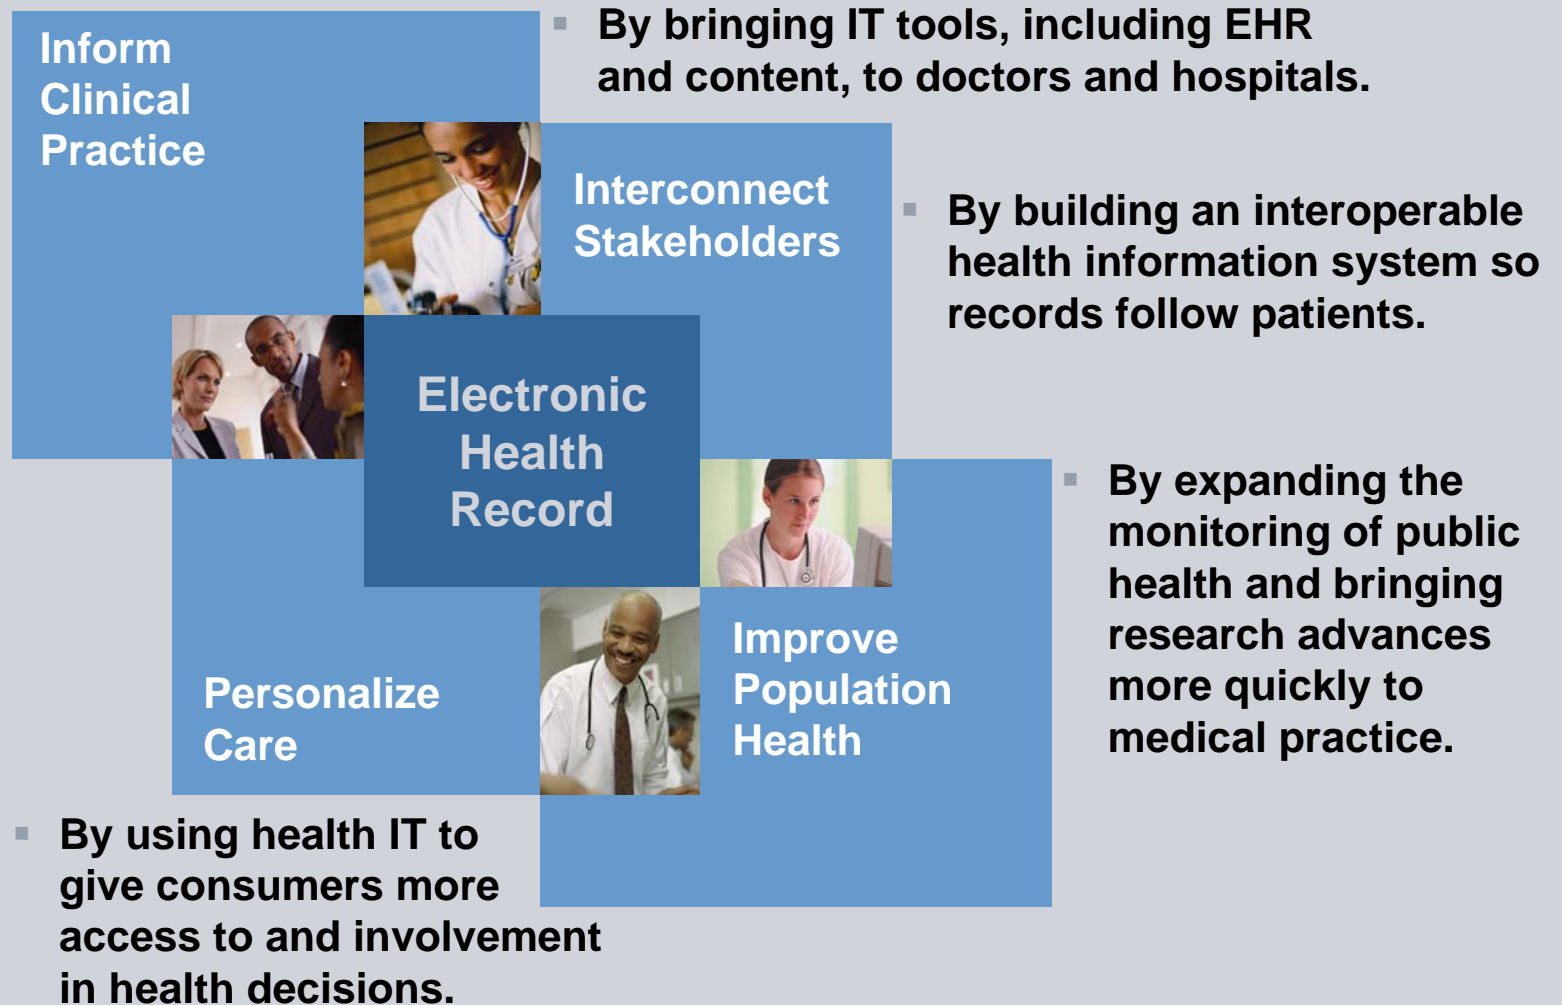 Inform
Clinical
Practice
By bringing IT tools, including EHR
and content, to doctors and hospitals.
Interconnect
Stakeholders
By building an interoperable
health information system so
records follow patients.
Electronic
Health
Record
By expanding the
monitoring of public
health and bringing
research advances
more quickly to
medical practice.
Improve
Population
Health
Personalize
Care
By using health IT to
give consumers more
access to and involvement
in health decisions.